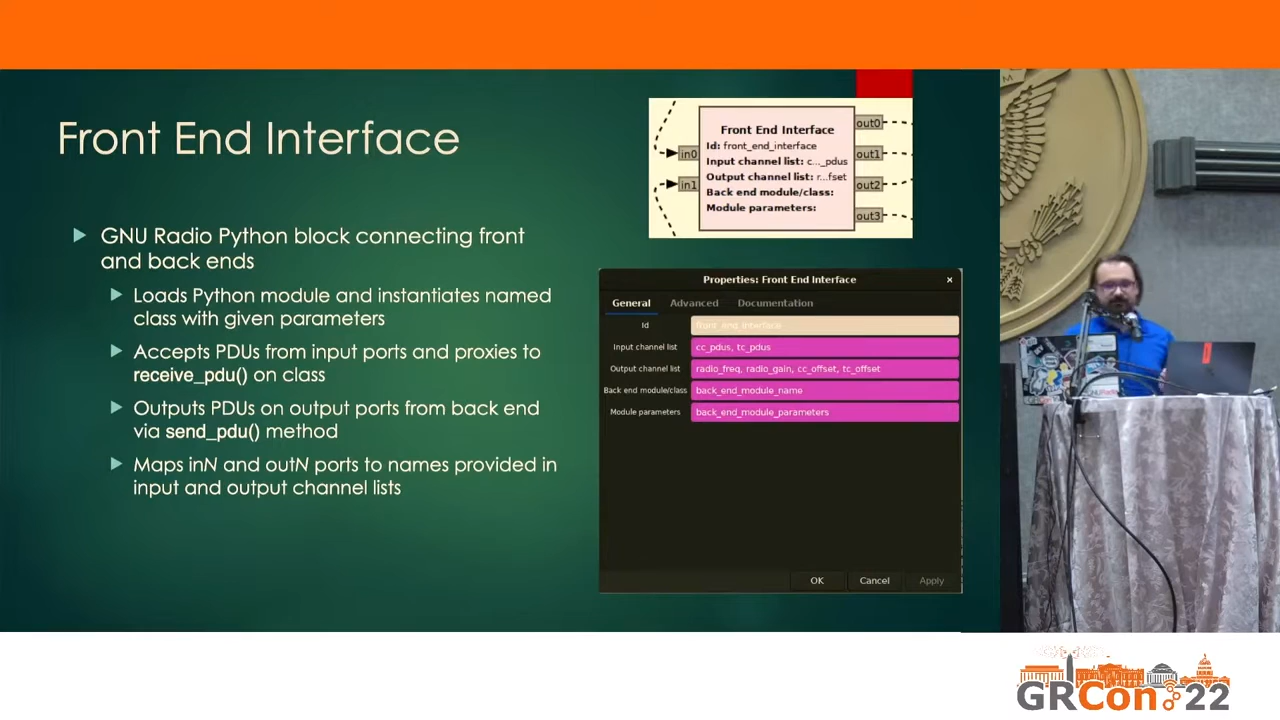 Front End Interface
GNU Radio Python block connecting front
and back ends
Loads Python module and instantiates named
class with given parameters
Accepts PDUs from input ports and proxies to
receive_pdu() on class
Outputs PDUs on output ports from back end
via send_pdu() method
Maps inN and outN ports to names provided in
input and output channel lists
Front End Interface
Id: front_end_interface
Input channel list: c..._pdus
Output channel list: r...fset
Back end module/class:
Module parameters:
in0
in1
out0
out1
out2
out3
Properties: Front End Interface ×
General Advanced Documentation
Id front_end_interface
Input channel list cc_pdus, tc_pdus
Output channel list radio_freq, radio_gain, cc_offset, tc_offset
Back end module/class back_end_module_name
Module parameters back_end_module_parameters
OK Cancel Apply
GRCon 22